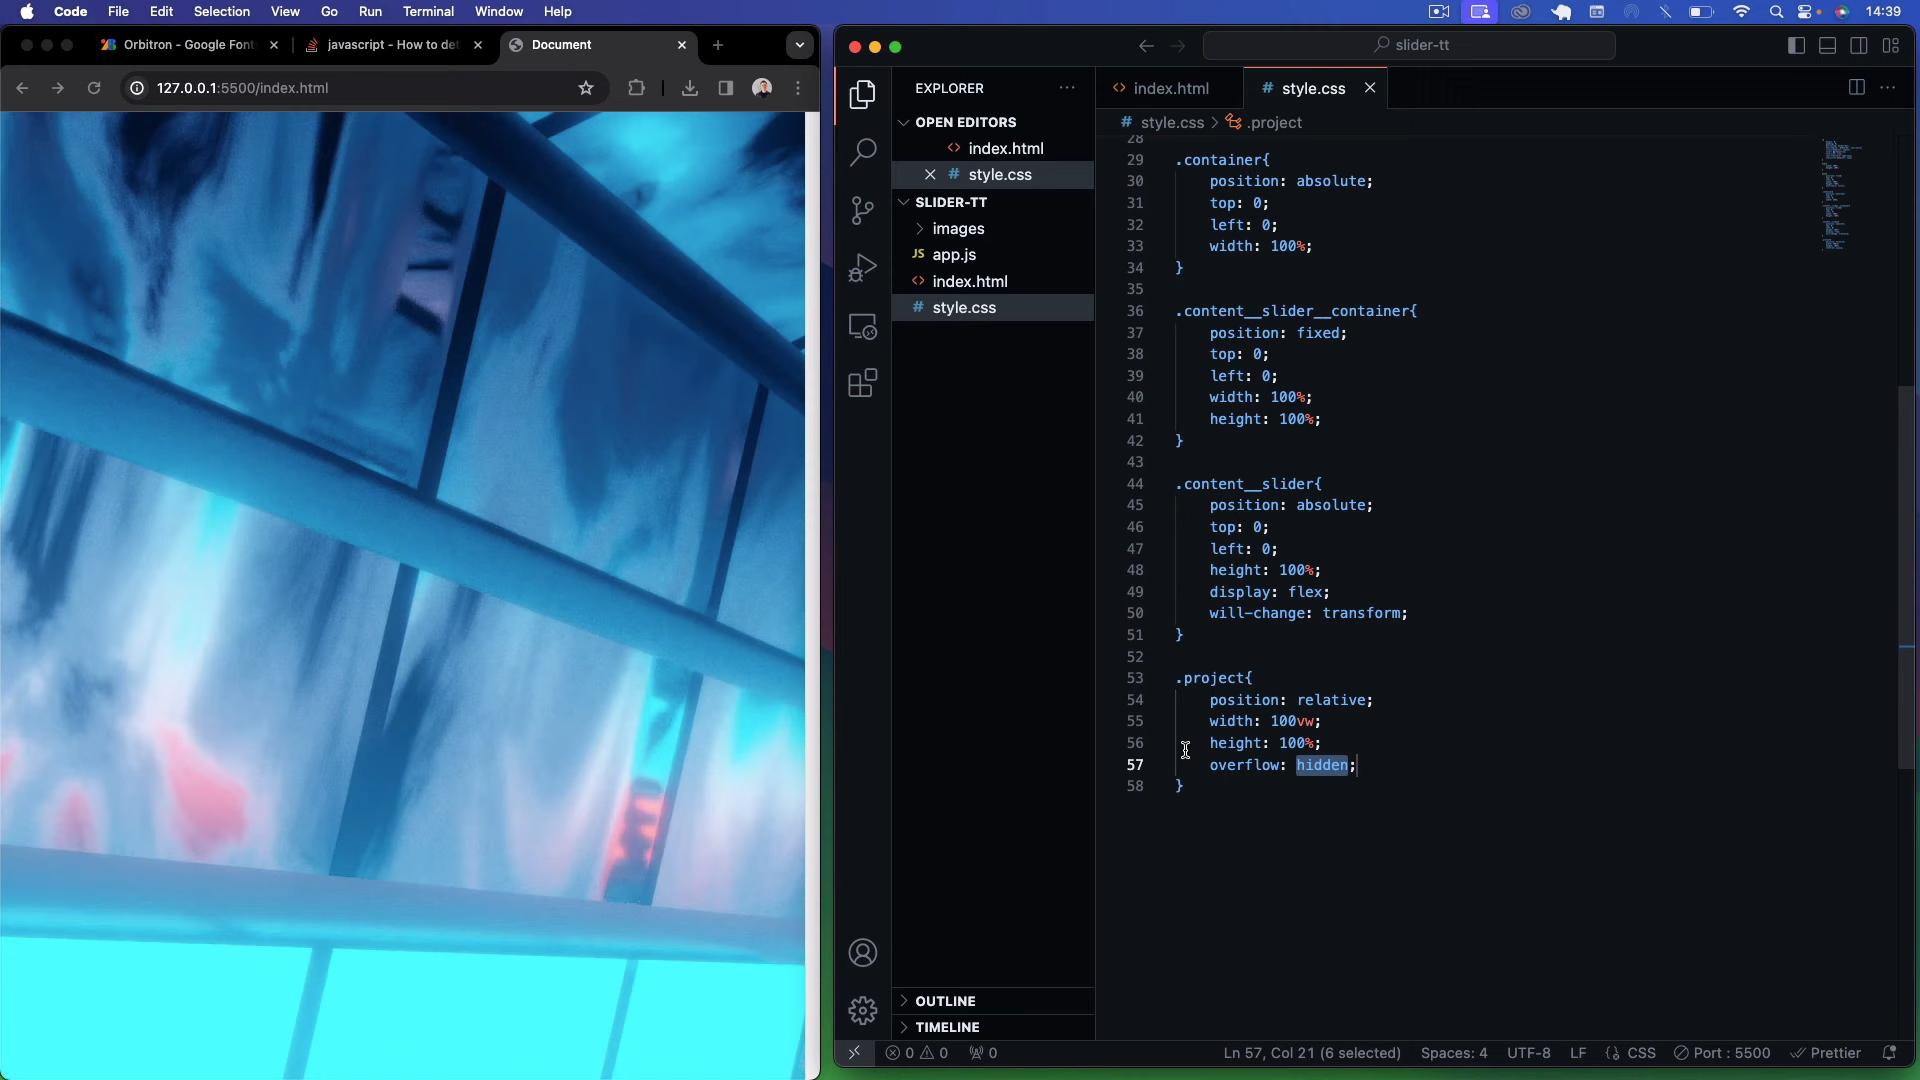 Code File Edit Selection View Go Run Terminal Window Help 14:39
Orbitron - Google Font
javascript - How to det
Document
127.0.0.1:5500/index.html
slider-tt
EXPLORER
OPEN EDITORS
index.html
# style.css
SLIDER-TT
images
JS app.js
index.html
# style.css
OUTLINE
TIMELINE
index.html
# style.css
# style.css > .project
28
29 .container{
30 position: absolute;
31 top: 0;
32 left: 0;
33 width: 100%;
34 }
35
36 .content__slider__container{
37 position: fixed;
38 top: 0;
39 left: 0;
40 width: 100%;
41 height: 100%;
42 }
43
44 .content__slider{
45 position: absolute;
46 top: 0;
47 left: 0;
48 height: 100%;
49 display: flex;
50 will-change: transform;
51 }
52
53 .project{
54 position: relative;
55 width: 100vw;
56 height: 100%;
57 overflow: hidden;
58 }
0 0 0 Ln 57, Col 21 (6 selected) Spaces: 4 UTF-8 LF {} CSS Port : 5500 Prettier